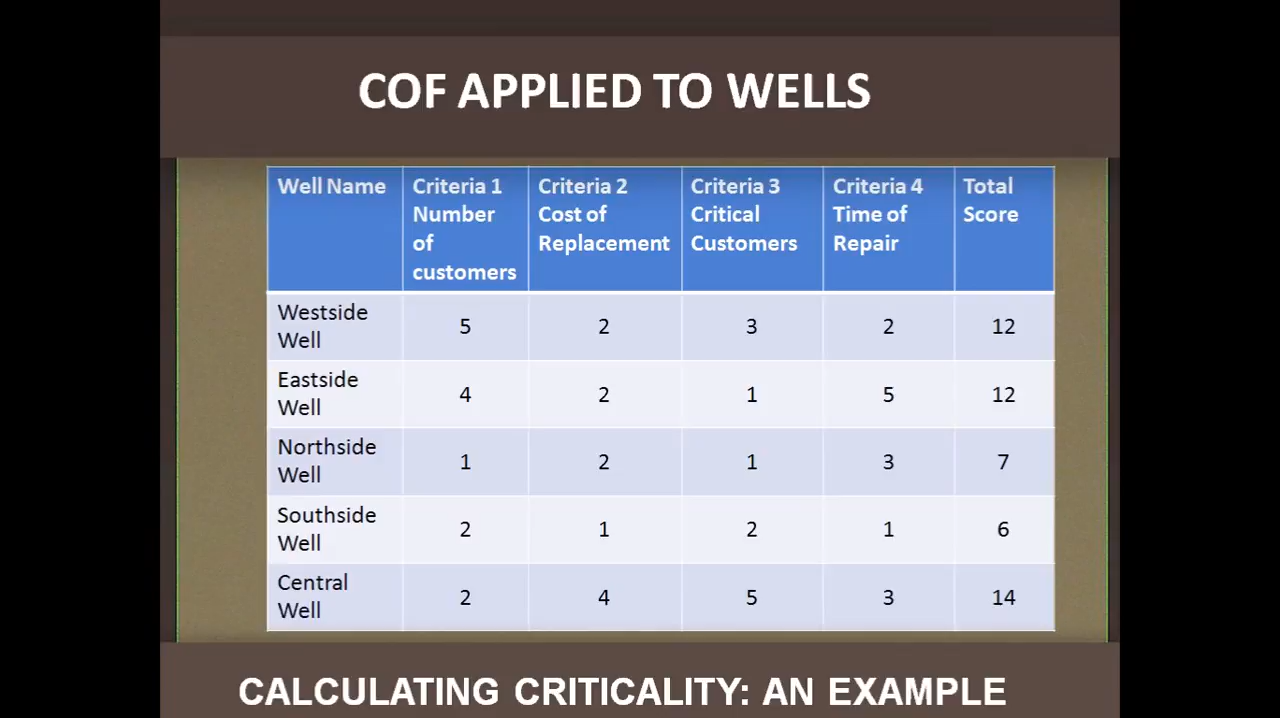 COF APPLIED TO WELLS
Well Name
Criteria 1
Number
of
customers
Criteria 2
Cost of
Replacement
Criteria 3
Critical
Customers
Criteria 4
Time of
Repair
Total
Score
Westside
Well
5
2
3
2
12
Eastside
Well
4
2
1
5
12
Northside
Well
1
2
1
3
7
Southside
Well
2
1
2
1
6
Central
Well
2
4
5
3
14
CALCULATING CRITICALITY: AN EXAMPLE